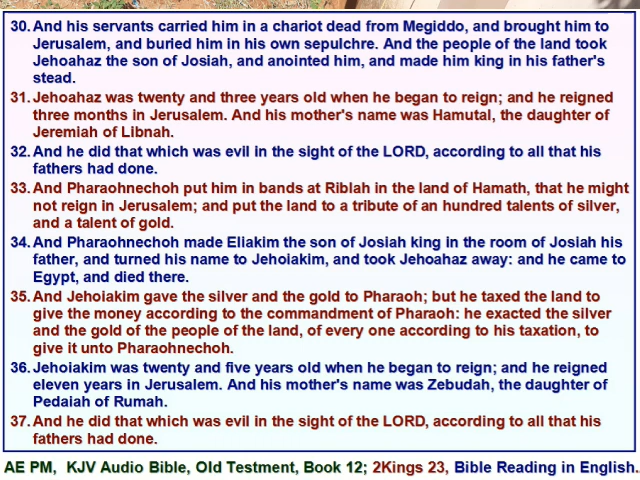 30. And his servants carried him in a chariot dead from Megiddo, and brought him to
Jerusalem, and buried him in his own sepulchre. And the people of the land took
Jehoahaz the son of Josiah, and anointed him, and made him king in his father's
stead.
31. Jehoahaz was twenty and three years old when he began to reign; and he reigned
three months in Jerusalem. And his mother's name was Hamutal, the daughter of
Jeremiah of Libnah.
32. And he did that which was evil in the sight of the LORD, according to all that his
fathers had done.
33. And Pharaohnechoh put him in bands at Riblah in the land of Hamath, that he might
not reign in Jerusalem; and put the land to a tribute of an hundred talents of silver,
and a talent of gold.
34. And Pharaohnechoh made Eliakim the son of Josiah king in the room of Josiah his
father, and turned his name to Jehoiakim, and took Jehoahaz away: and he came to
Egypt, and died there.
35. And Jehoiakim gave the silver and the gold to Pharaoh; but he taxed the land to
give the money according to the commandment of Pharaoh: he exacted the silver
and the gold of the people of the land, of every one according to his taxation, to
give it unto Pharaohnechoh.
36. Jehoiakim was twenty and five years old when he began to reign; and he reigned
eleven years in Jerusalem. And his mother's name was Zebudah, the daughter of
Pedaiah of Rumah.
37. And he did that which was evil in the sight of the LORD, according to all that his
fathers had done.
AE PM, KJV Audio Bible, Old Testment, Book 12; 2Kings 23, Bible Reading in English.